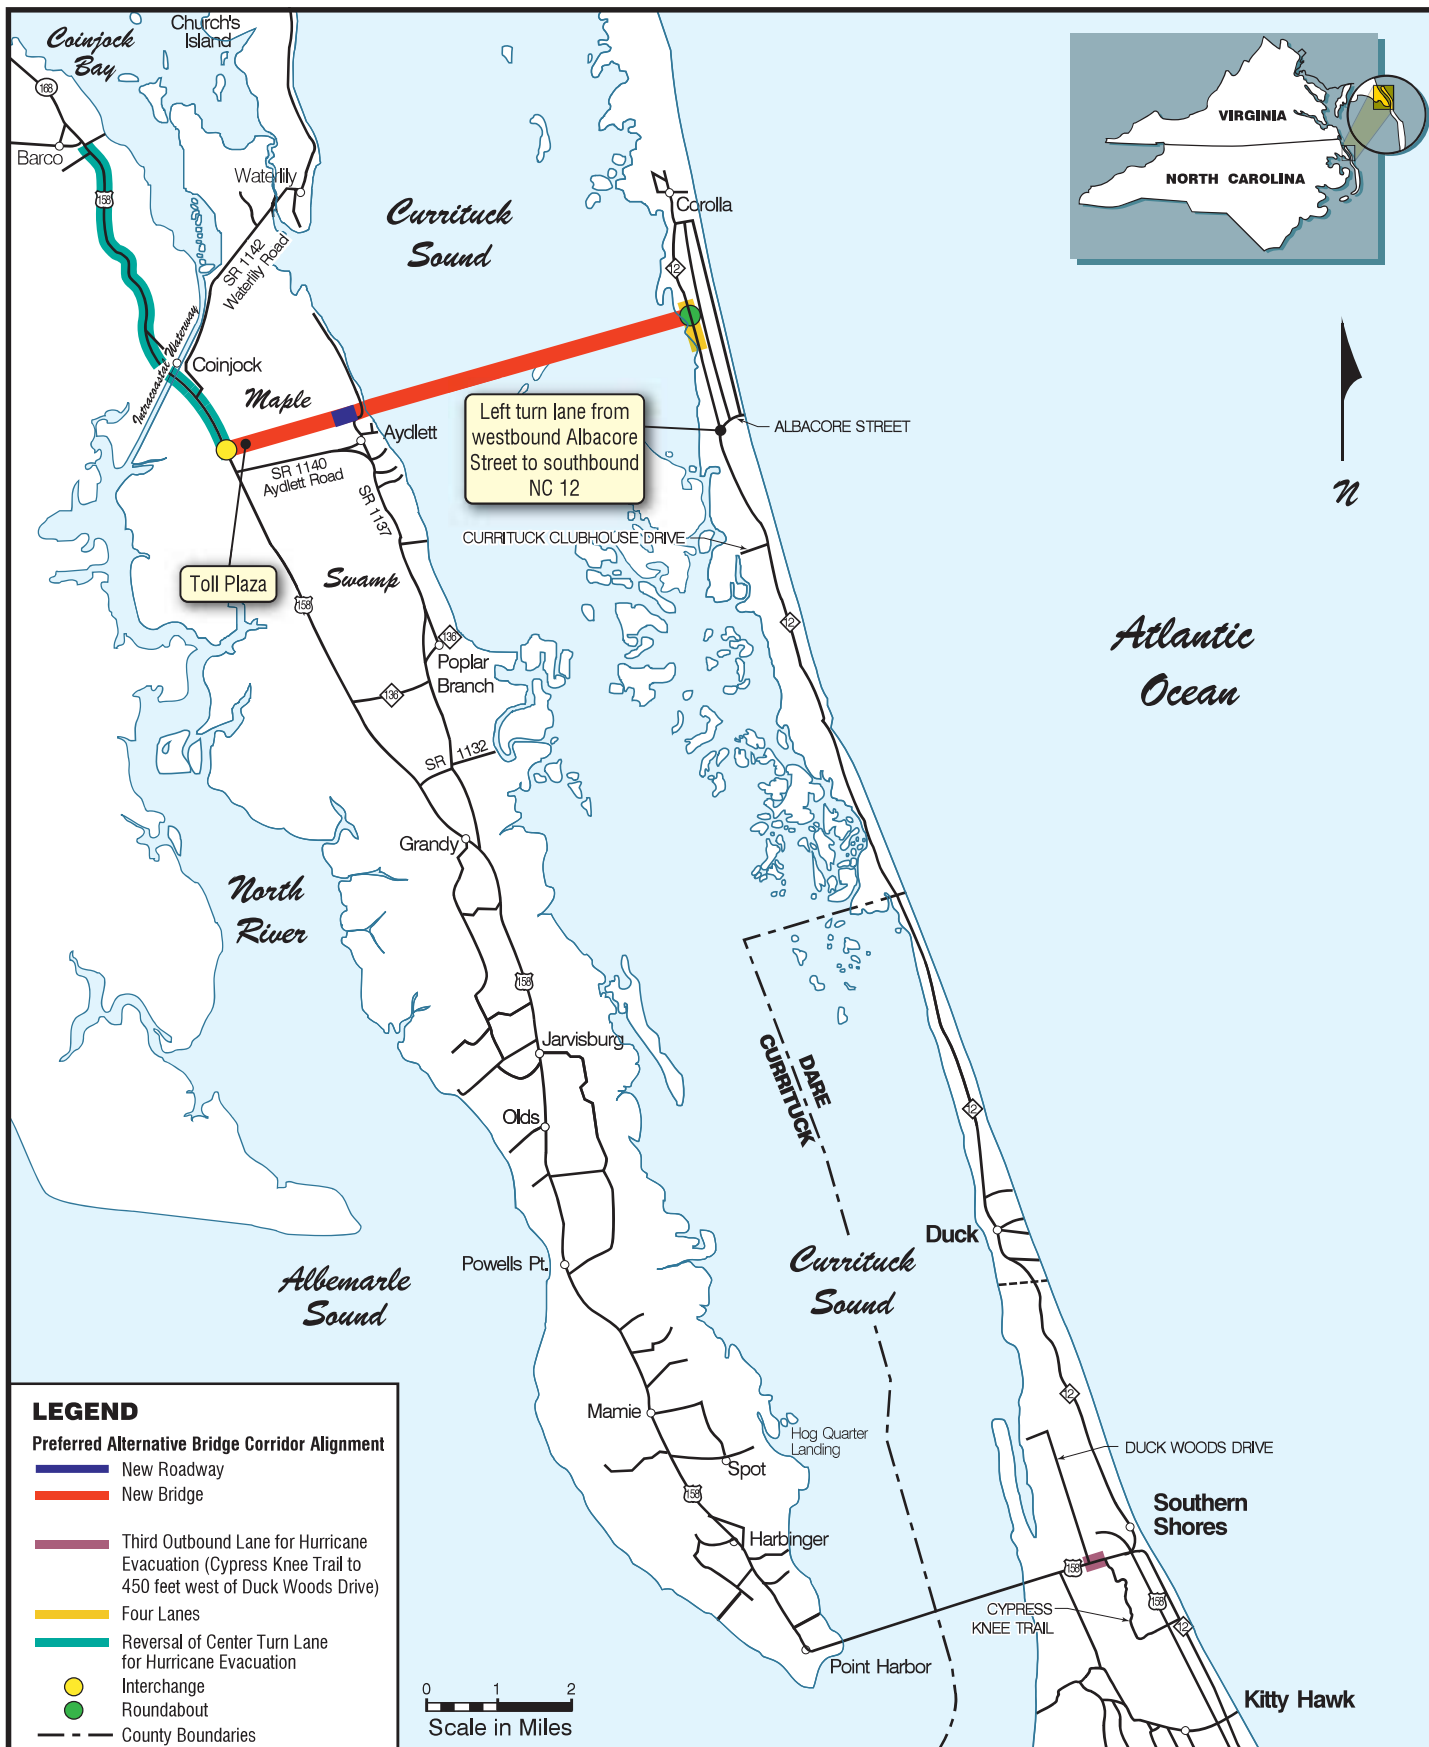 Coinjock
Bay
Church's
Island
168
Barco
158
Waterlily
SR 1142
Waterlily Road
Intracoastal Waterway
Coinjock
Maple
Currituck
Sound
Corolla
12
VIRGINIA
NORTH CAROLINA
N
Left turn lane from
westbound Albacore
Street to southbound
NC 12
ALBACORE STREET
Aydlett
SR 1140
Aydlett Road
SR 1137
CURRITUCK CLUBHOUSE DRIVE
Toll Plaza
Swamp
158
12
136
Poplar
Branch
136
Atlantic
Ocean
SR 1132
Grandy
North
River
158
Jarvisburg
DARE
CURRITUCK
12
Olds
Duck
Powells Pt.
Albemarle
Sound
Currituck
Sound
12
Mamie
Hog Quarter
Landing
Spot
DUCK WOODS DRIVE
158
Southern
Shores
Harbinger
158
158
CYPRESS
KNEE TRAIL
12
Point Harbor
Kitty Hawk
LEGEND
Preferred Alternative Bridge Corridor Alignment
New Roadway
New Bridge
Third Outbound Lane for Hurricane
Evacuation (Cypress Knee Trail to
450 feet west of Duck Woods Drive)
Four Lanes
Reversal of Center Turn Lane
for Hurricane Evacuation
Interchange
Roundabout
County Boundaries
0 1 2
Scale in Miles